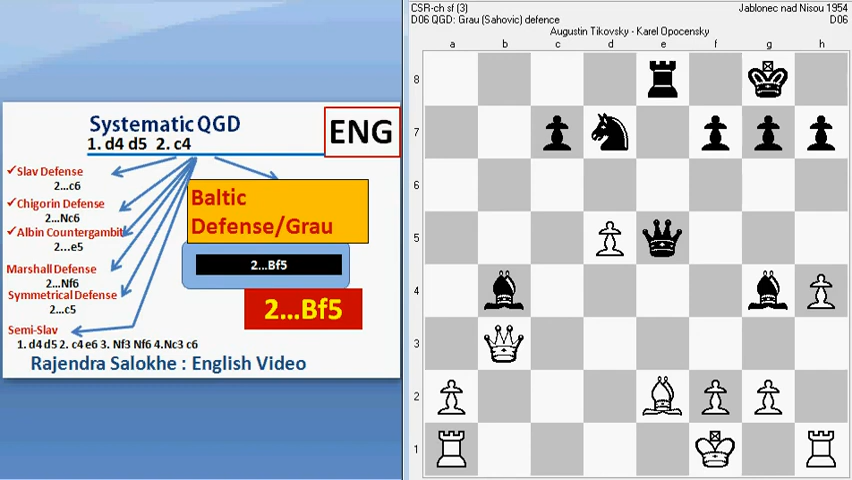 Systematic QGD
1. d4 d5 2. c4
ENG
✓Slav Defense
2...c6
✓Chigorin Defense
2...Nc6
✓Albin Countergambit
2...e5
Marshall Defense
2...Nf6
Symmetrical Defense
2...c5
Semi-Slav
1. d4 d5 2. c4 e6 3. Nf3 Nf6 4.Nc3 c6
Baltic
Defense/Grau
2...Bf5
2...Bf5
Rajendra Salokhe : English Video
CSR-ch sf (3)
Jablonec nad Nisou 1954
D06 QGD: Grau (Sahovic) defence
D06
Augustin Tikovsky - Karel Opocensky
a b c d e f g h
8
7
6
5
4
3
2
1